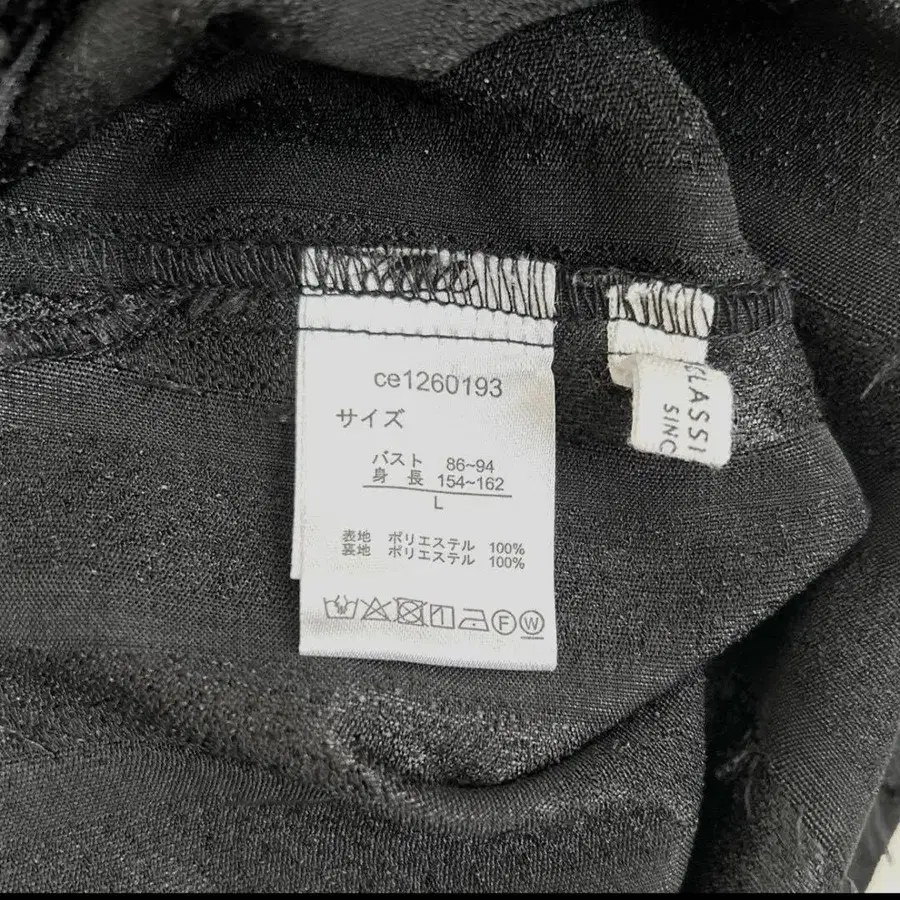 ce1260193
サイズ
バスト 86~94
身 長 154~162
L
表地 ポリエステル 100%
裏地 ポリエステル 100%
F W
CLASSI
SINC